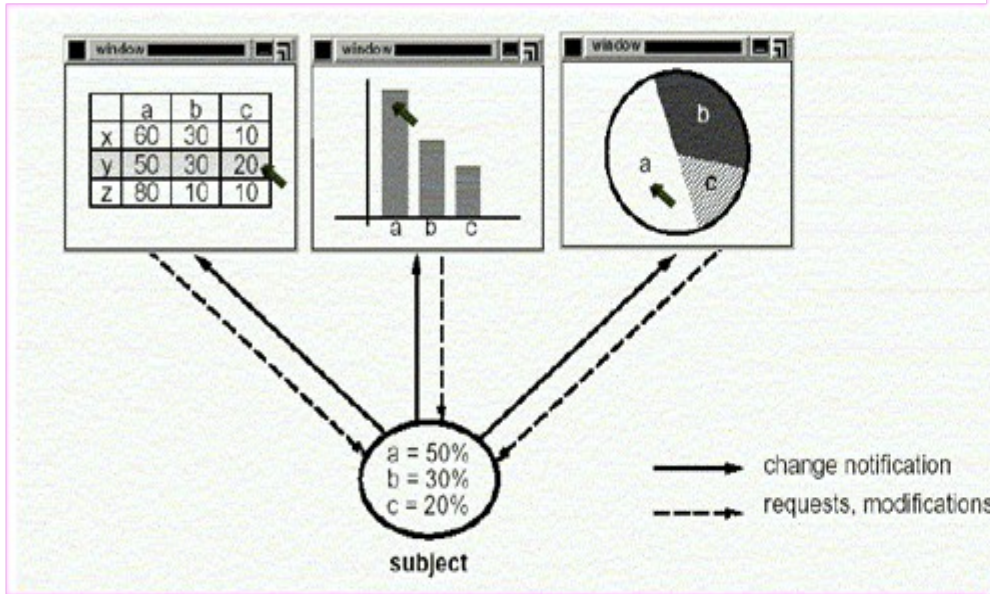 window
a b c
x 60 30 10
y 50 30 20
z 80 10 10
window
a b c
window
b
a
c
a = 50%
b = 30%
c = 20%
subject
change notification
requests, modifications